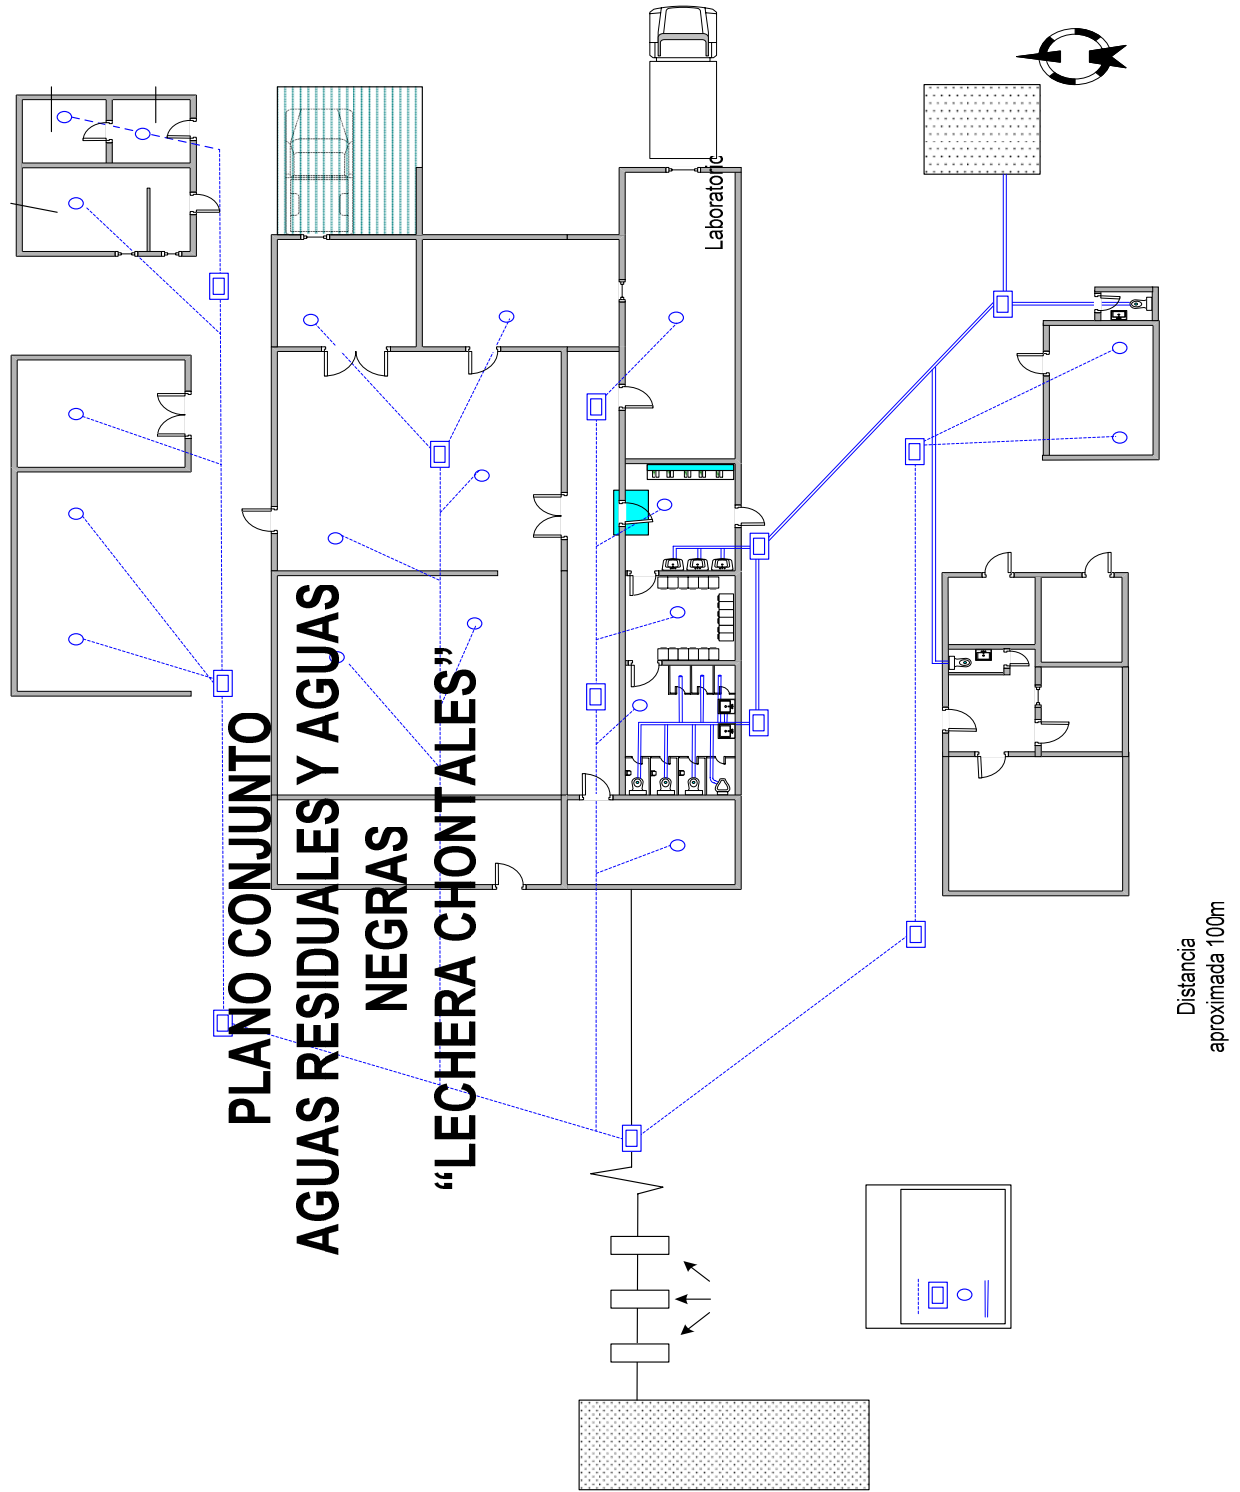 PLANO CONJUNTO
AGUAS RESIDUALES Y AGUAS
NEGRAS
“LECHERA CHONTALES”
Laboratorio
Distancia
aproximada 100m